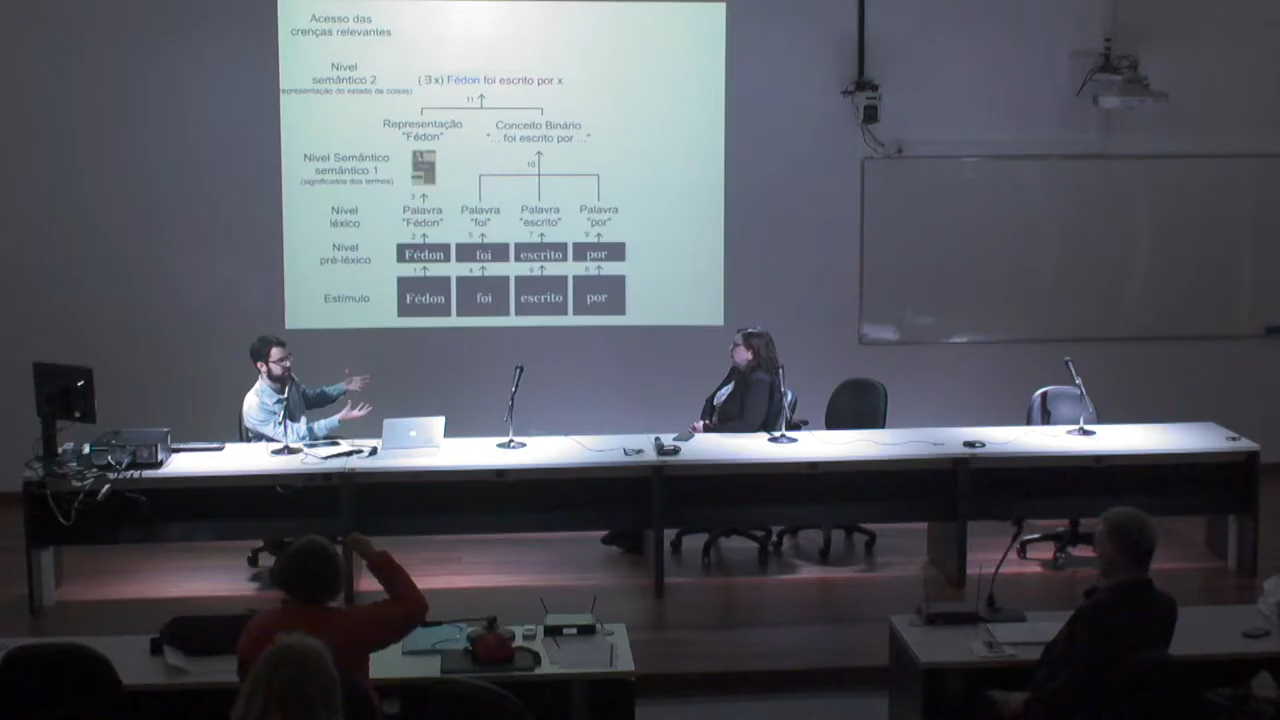 Acesso das
crenças relevantes
Nível
semântico 2
(representação do estado de coisas)
(∃x) Fédon foi escrito por x
11
Representação
"Fédon"
Conceito Binário
"... foi escrito por ..."
Nível Semântico
semântico 1
(significados dos termos)
10
3
Nível
léxico
Palavra
"Fédon"
Palavra
"foi"
Palavra
"escrito"
Palavra
"por"
2
5
7
9
Nível
pré-léxico
Fédon
foi
escrito
por
1
4
6
8
Estímulo
Fédon
foi
escrito
por